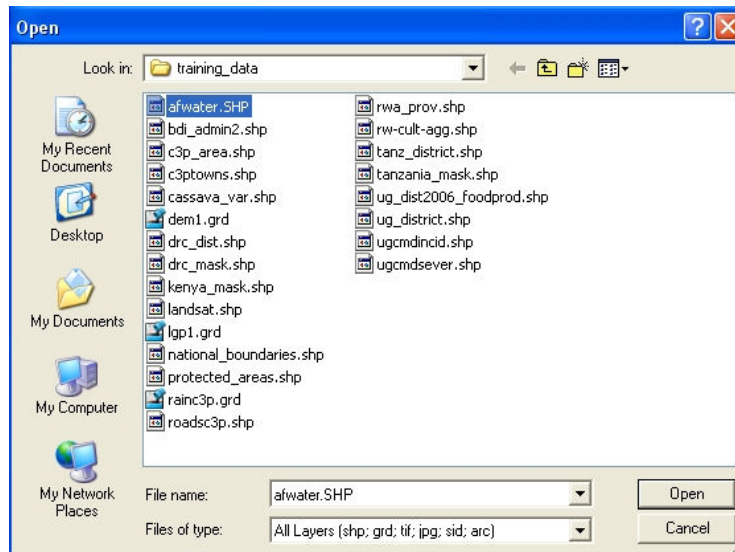 Open
Look in:
training_data
My Recent
Documents
Desktop
My Documents
My Computer
My Network
Places
afwater.SHP
bdi_admin2.shp
c3p_area.shp
c3ptowns.shp
cassava_var.shp
dem1.grd
drc_dist.shp
drc_mask.shp
kenya_mask.shp
landsat.shp
lgp1.grd
national_boundaries.shp
protected_areas.shp
rainc3p.grd
roadsc3p.shp
rwa_prov.shp
rw-cult-agg.shp
tanz_district.shp
tanzania_mask.shp
ug_dist2006_foodprod.shp
ug_district.shp
ugcmdincid.shp
ugcmdsever.shp
File name:
afwater.SHP
Open
Files of type:
All Layers (shp; grd; tif; jpg; sid; arc)
Cancel